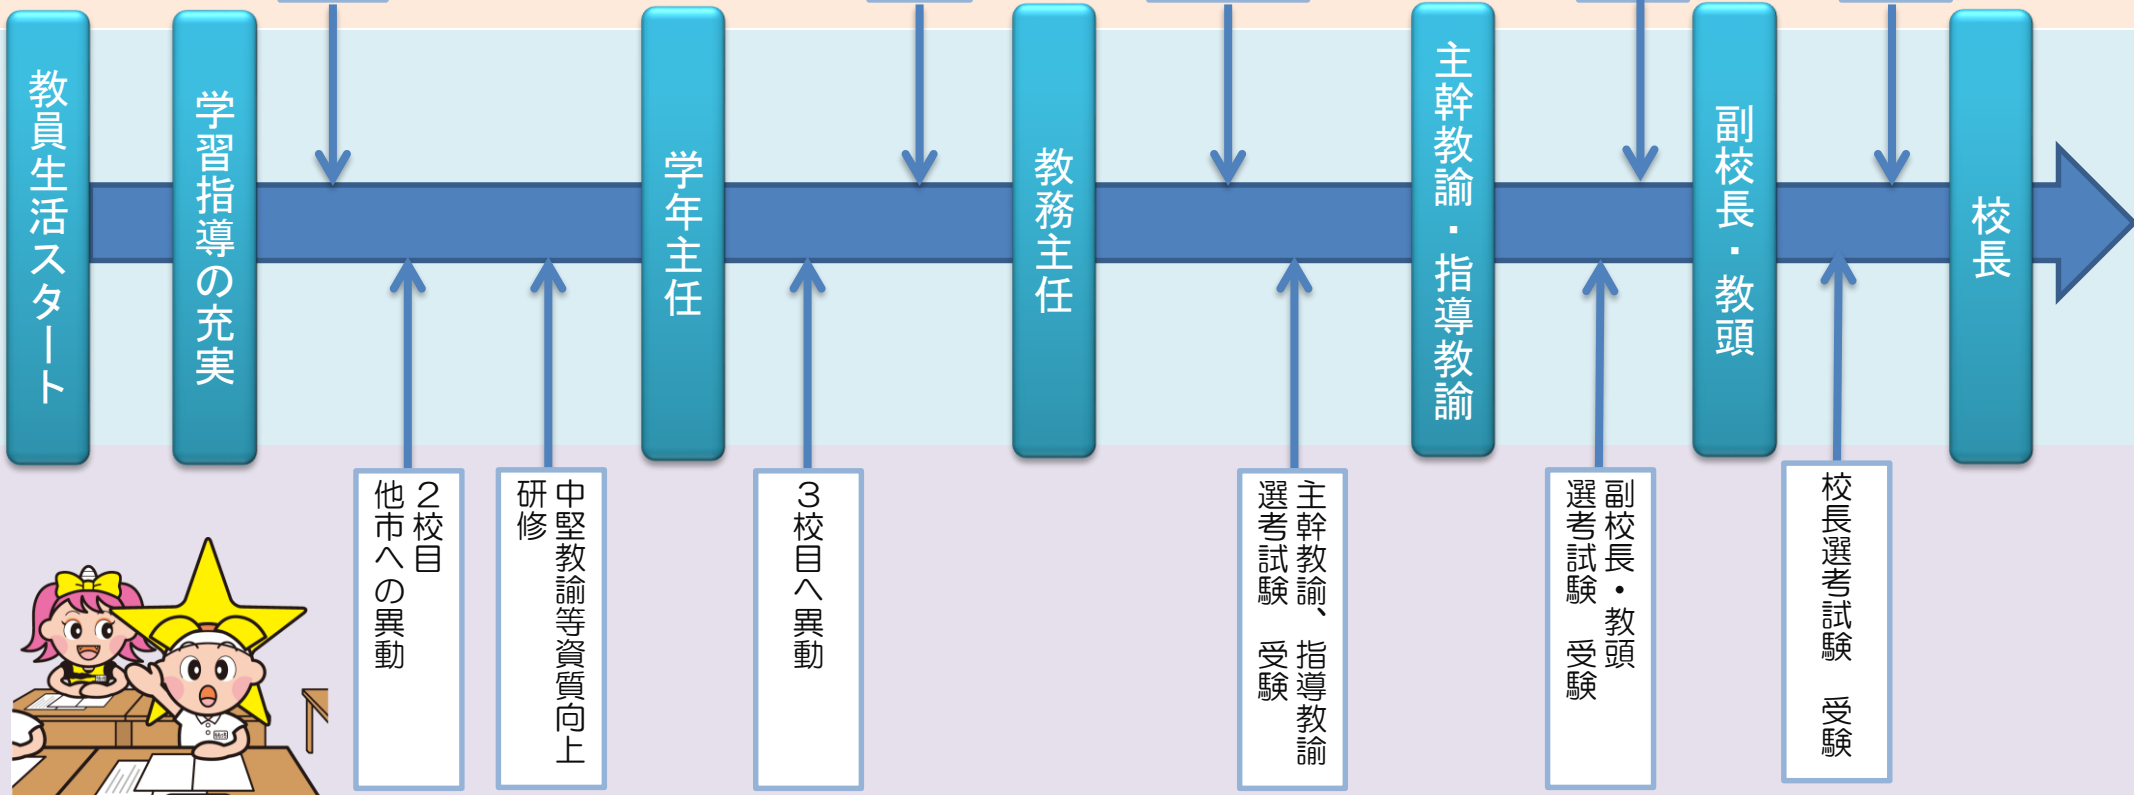 教員生活スタート
学習指導の充実
学年主任
教務主任
主幹教諭・指導教諭
副校長・教頭
校長
２校目
他市への異動
中堅教諭等資質向上
研修
３校目へ異動
主幹教諭、指導教諭
選考試験　受験
副校長・教頭
選考試験　受験
校長選考試験　受験